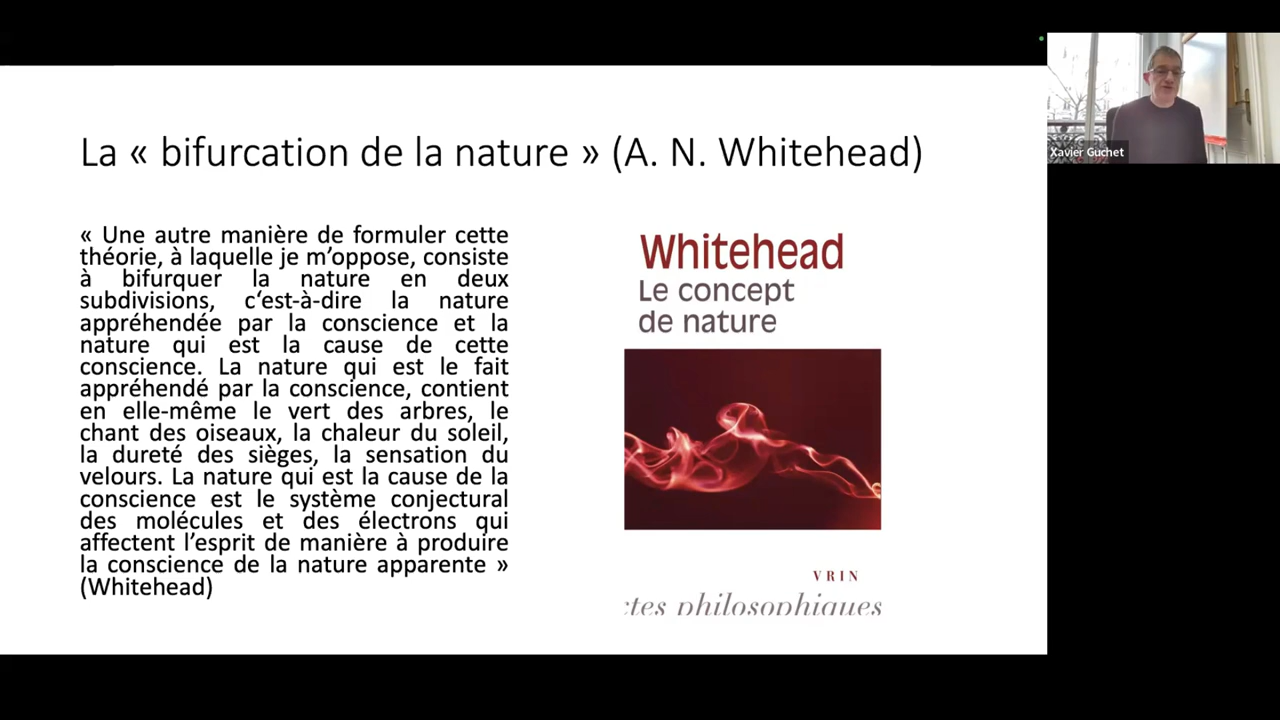 La « bifurcation de la nature » (A. N. Whitehead)
Xavier Guchet
« Une autre manière de formuler cette
théorie, à laquelle je m’oppose, consiste
à bifurquer la nature en deux
subdivisions, c‘est-à-dire la nature
appréhendée par la conscience et la
nature qui est la cause de cette
conscience. La nature qui est le fait
appréhendé par la conscience, contient
en elle-même le vert des arbres, le
chant des oiseaux, la chaleur du soleil,
la dureté des sièges, la sensation du
velours. La nature qui est la cause de la
conscience est le système conjectural
des molécules et des électrons qui
affectent l’esprit de manière à produire
la conscience de la nature apparente »
(Whitehead)
Whitehead
Le concept
de nature
VRIN
ctes philosophiques